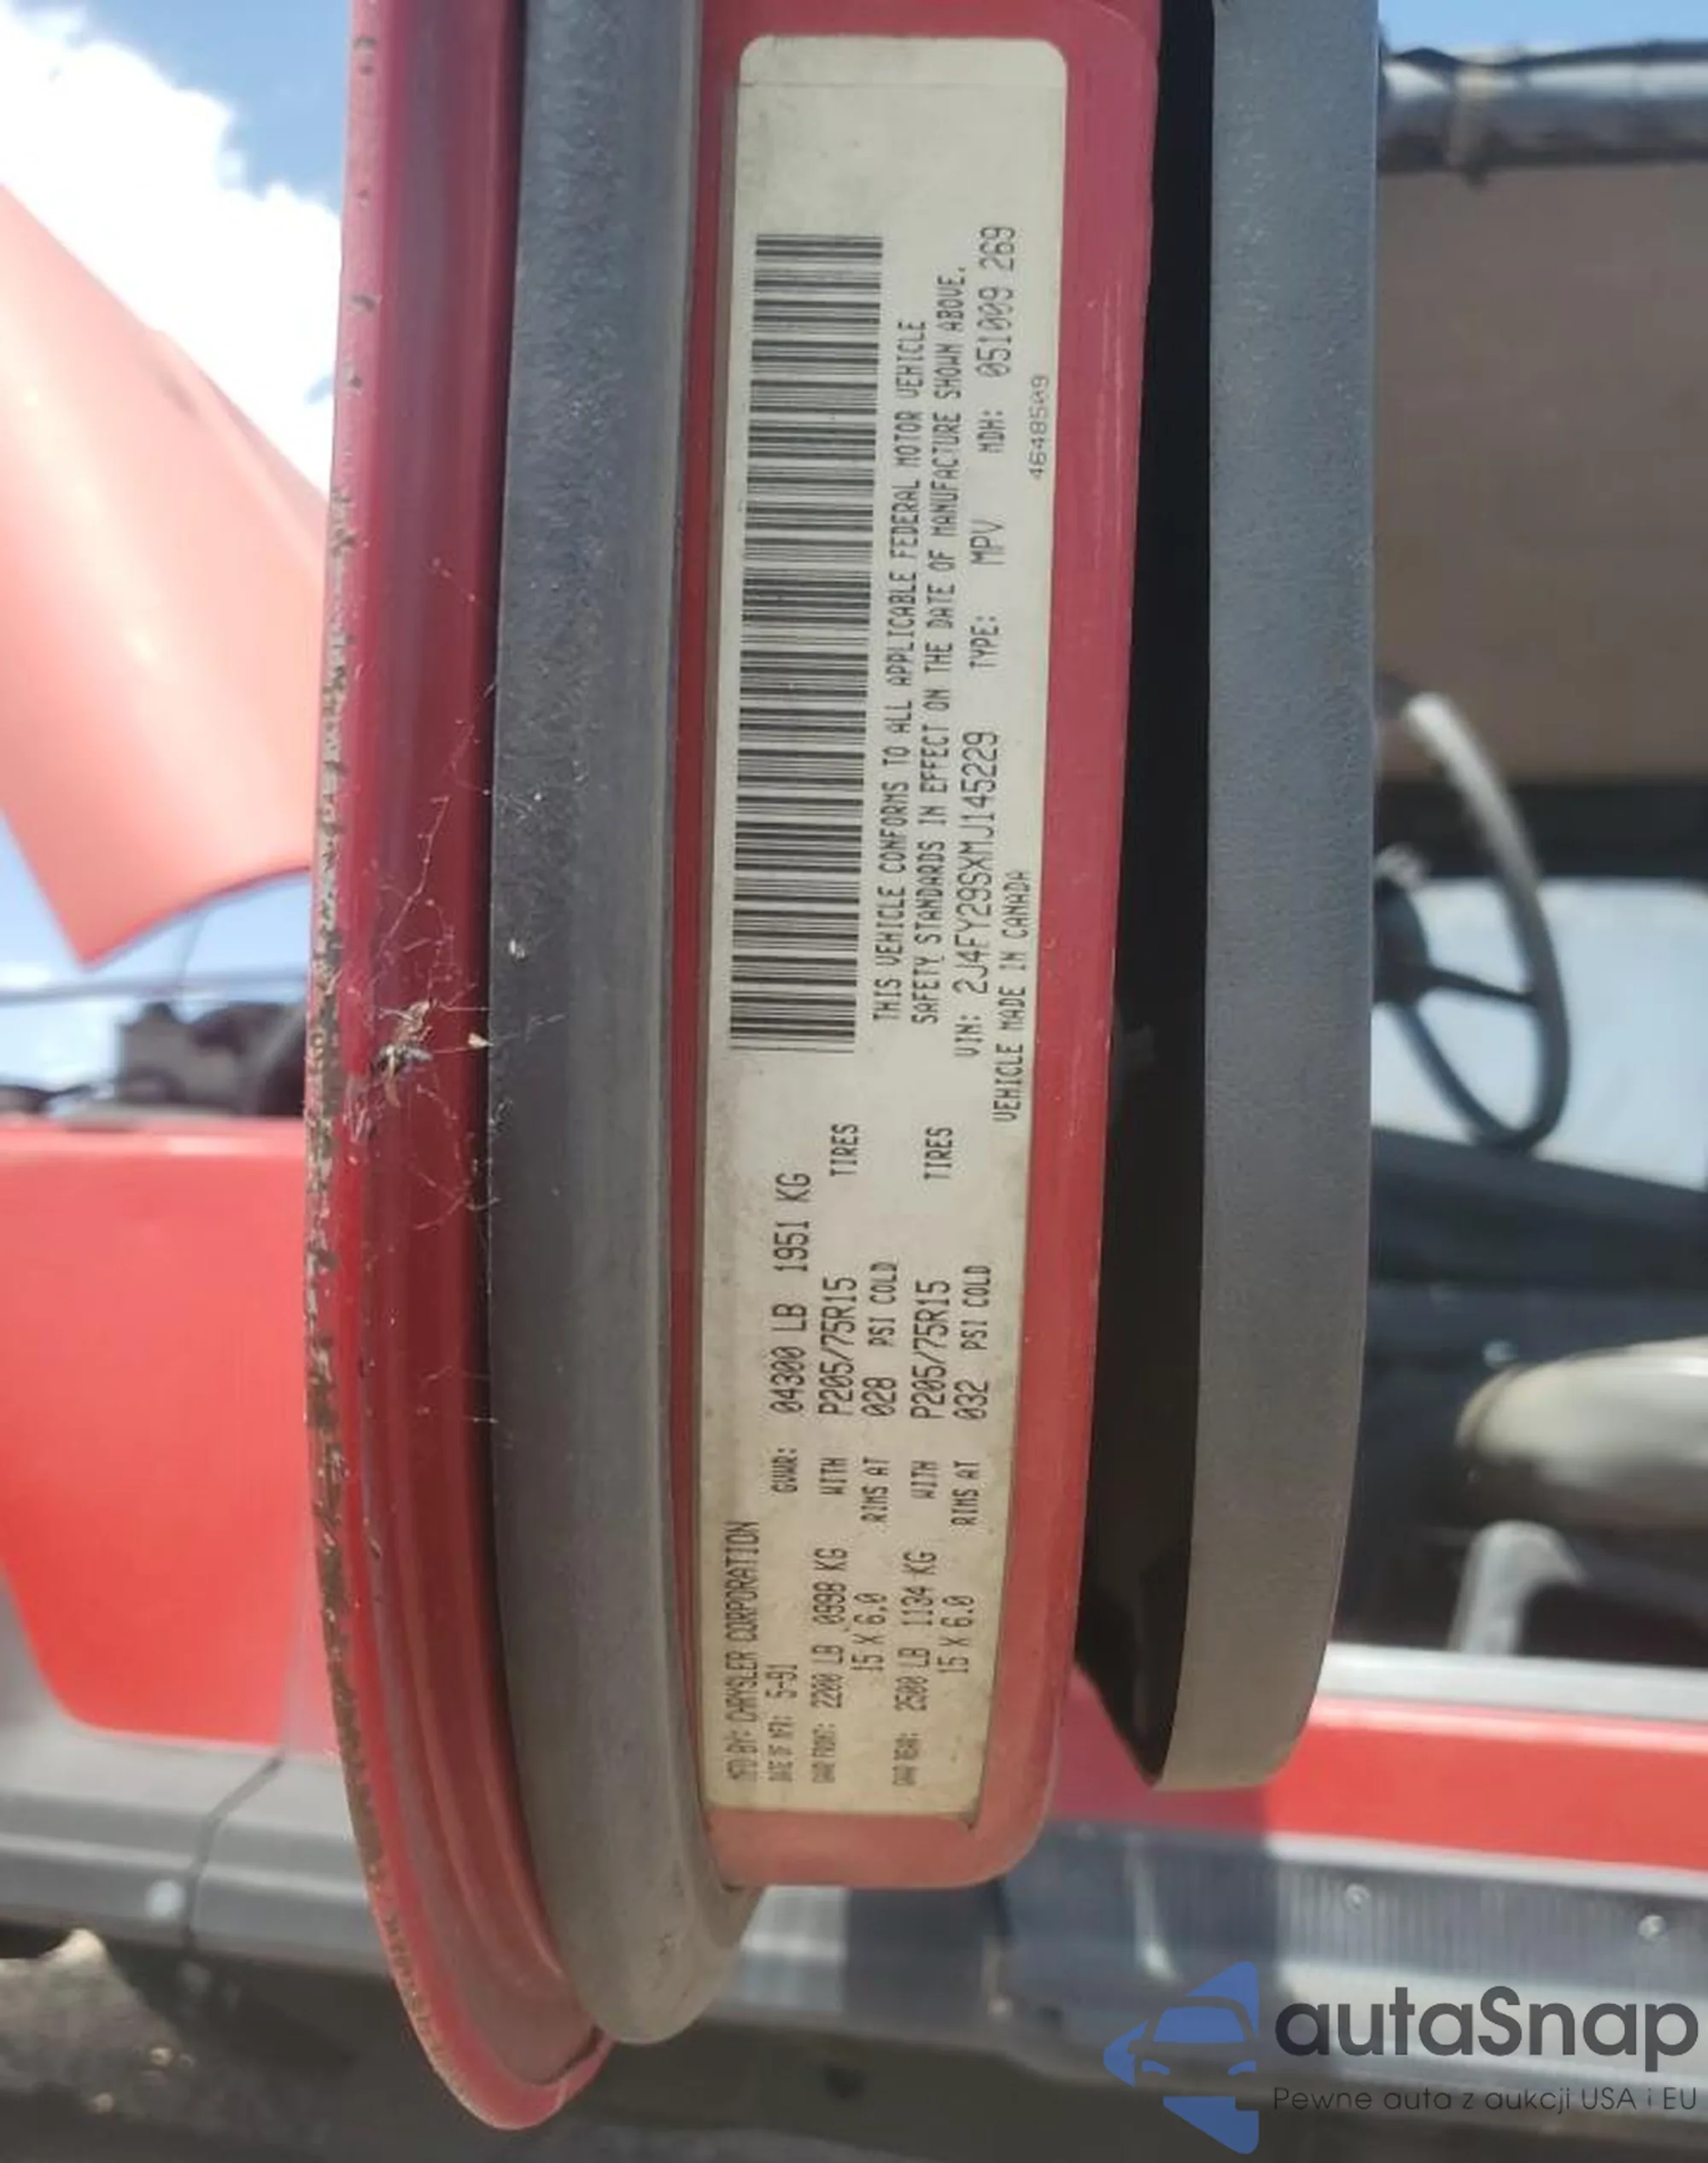 MFD BY: CHRYSLER CORPORATION
DATE OF MFR: 5-91 GVWR: 04300 LB 1951 KG
GAWR FRONT: 2200 LB 0998 KG WITH P205/75R15 TIRES
15 X 6.0 RIMS AT 028 PSI COLD
GAWR REAR: 2500 LB 1134 KG WITH P205/75R15 TIRES
15 X 6.0 RIMS AT 032 PSI COLD
THIS VEHICLE CONFORMS TO ALL APPLICABLE FEDERAL MOTOR VEHICLE
SAFETY STANDARDS IN EFFECT ON THE DATE OF MANUFACTURE SHOWN ABOVE.
VIN: 2J4FY29SXMJ145229 TYPE: MPV MDH: 051009 269
VEHICLE MADE IN CANADA 4648509
autaSnap
Pewne auta z aukcji USA i EU